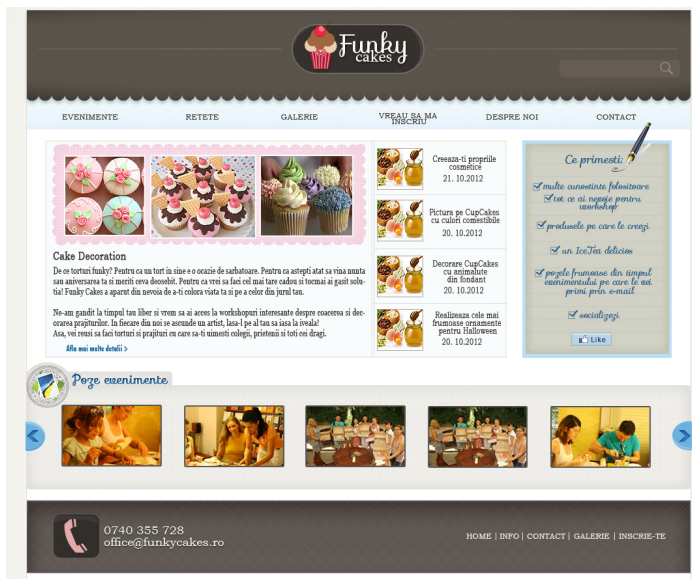 Funky
cakes
EVENIMENTE
RETETE
GALERIE
VREAU SA MA
INSCRIU
DESPRE NOI
CONTACT
Cake Decoration
De ce torturi funky? Pentru ca un tort in sine e o ocazie de sarbatoare. Pentru ca astepti atat sa vina nunta
sau aniversarea ta si meriti ceva deosebit. Pentru ca vrei sa faci cel mai tare cadou si tocmai ai gasit solu-
tia! Funky Cakes a aparut din nevoia de a-ti colora viata ta si pe a celor din jurul tau.
Ne-am gandit la timpul tau liber si vrem sa ai acces la workshopuri interesante despre coacerea si dec-
orarea prajiturilor. In fiecare din noi se ascunde un artist, lasa-l pe al tau sa iasa la iveala!
Asa, vei reusi sa faci torturi si prajituri cu care sa-ti uimesti colegii, prietenii si toti cei dragi.
Afla mai multe detalii >
Creeaza-ti propriile
cosmetice
21. 10.2012
Pictura pe CupCakes
cu culori comestibile
20. 10.2012
Decorare CupCakes
cu animalute
din fondant
20. 10.2012
Realizeaza cele mai
frumoase ornamente
pentru Halloween
20. 10.2012
Ce primesti:
multe cunostinte folositoare
tot ce ai nevoie pentru
workshop
produsele pe care le creezi
un IceTea delicios
pozele frumoase din timpul
evenimentului pe care le vei
primi prin e-mail
socializezi
Like
Poze evenimente
0740 355 728
office@funkycakes.ro
HOME | INFO | CONTACT | GALERIE | INSCRIE-TE